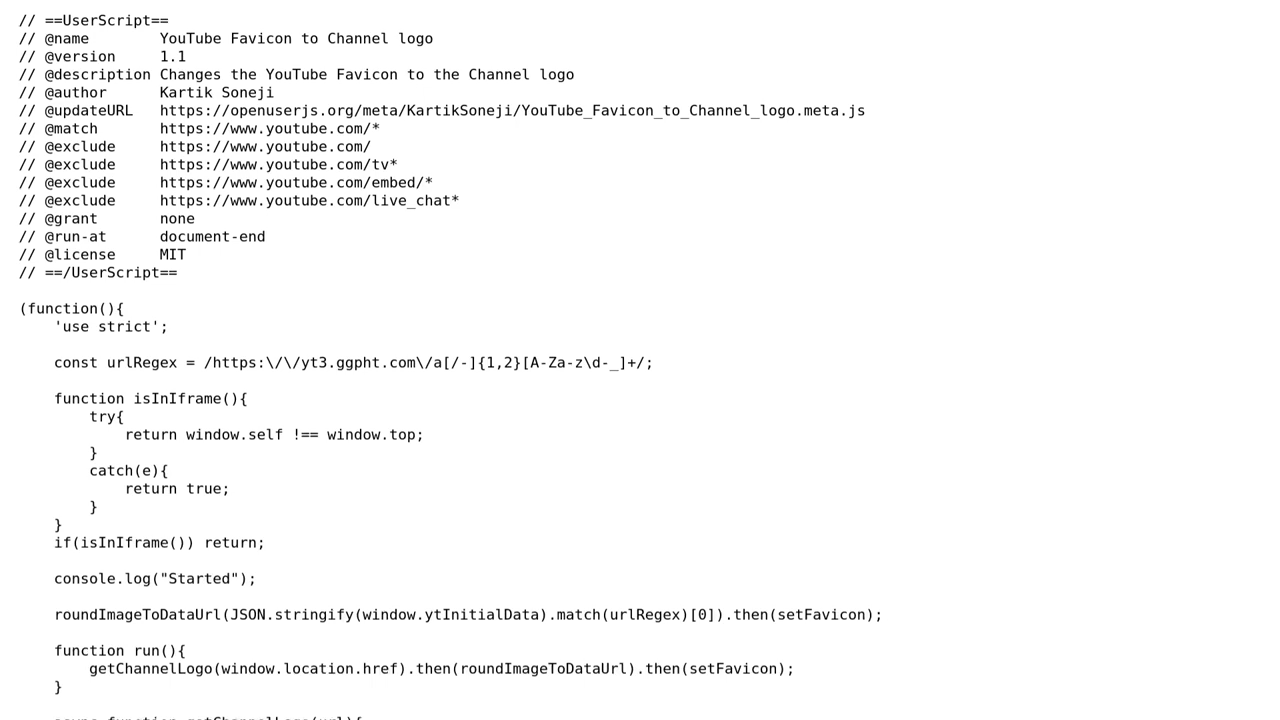 // ==UserScript==
// @name        YouTube Favicon to Channel logo
// @version     1.1
// @description Changes the YouTube Favicon to the Channel logo
// @author      Kartik Soneji
// @updateURL   https://openuserjs.org/meta/KartikSoneji/YouTube_Favicon_to_Channel_logo.meta.js
// @match       https://www.youtube.com/*
// @exclude     https://www.youtube.com/
// @exclude     https://www.youtube.com/tv*
// @exclude     https://www.youtube.com/embed/*
// @exclude     https://www.youtube.com/live_chat*
// @grant       none
// @run-at      document-end
// @license     MIT
// ==/UserScript==

(function(){
    'use strict';

    const urlRegex = /https:\/\/yt3.ggpht.com\/a[/-]{1,2}[A-Za-z\d-_]+/;

    function isInIframe(){
        try{
            return window.self !== window.top;
        }
        catch(e){
            return true;
        }
    }
    if(isInIframe()) return;

    console.log("Started");

    roundImageToDataUrl(JSON.stringify(window.ytInitialData).match(urlRegex)[0]).then(setFavicon);

    function run(){
        getChannelLogo(window.location.href).then(roundImageToDataUrl).then(setFavicon);
    }